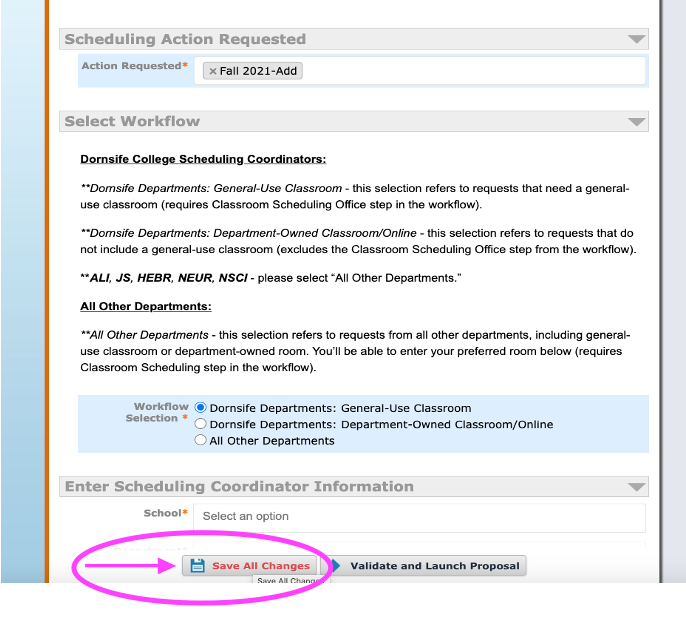 Scheduling Action Requested
Action Requested*
× Fall 2021-Add
Select Workflow
Dornsife College Scheduling Coordinators:
**Dornsife Departments: General-Use Classroom - this selection refers to requests that need a general-
use classroom (requires Classroom Scheduling Office step in the workflow).
**Dornsife Departments: Department-Owned Classroom/Online - this selection refers to requests that do
not include a general-use classroom (excludes the Classroom Scheduling Office step from the workflow).
**ALI, JS, HEBR, NEUR, NSCI - please select “All Other Departments.”
All Other Departments:
**All Other Departments - this selection refers to requests from all other departments, including general-
use classroom or department-owned room. You’ll be able to enter your preferred room below (requires
Classroom Scheduling step in the workflow).
Workflow
Selection *
Dornsife Departments: General-Use Classroom
Dornsife Departments: Department-Owned Classroom/Online
All Other Departments
Enter Scheduling Coordinator Information
School*
Select an option
Save All Changes
Validate and Launch Proposal
Save All Changes